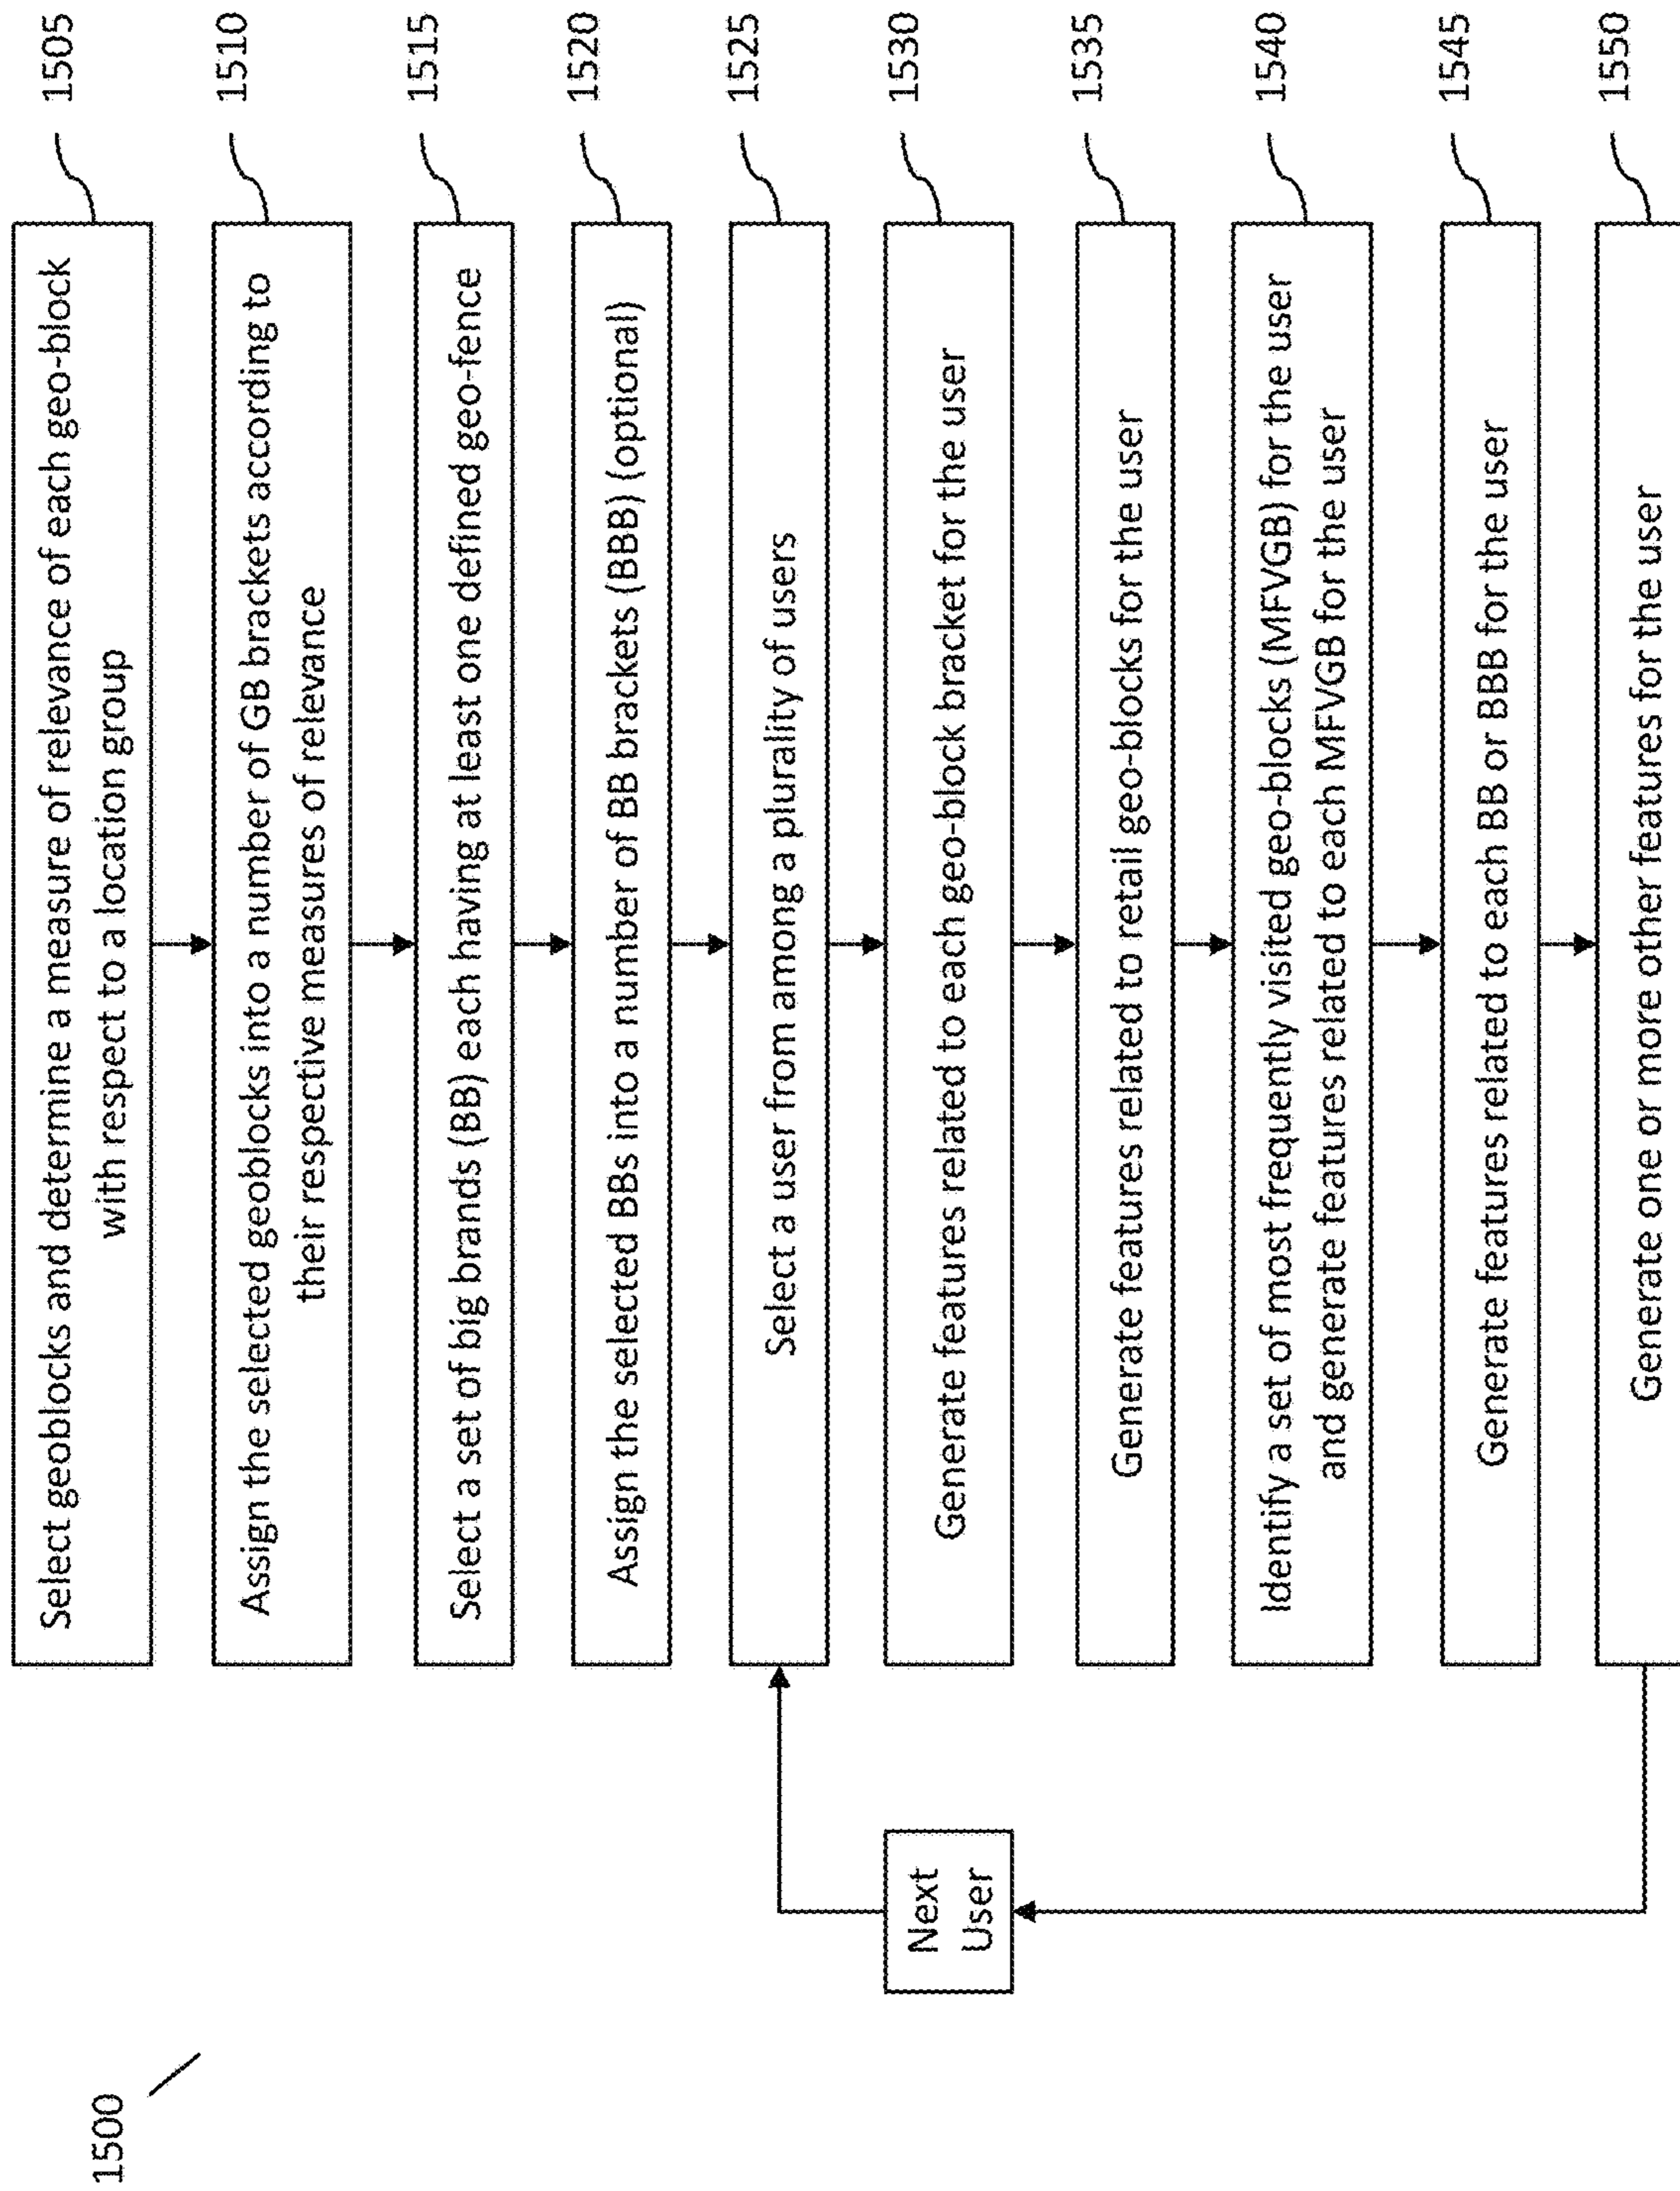 1500
Select geoblocks and determine a measure of relevance of each geo-block
with respect to a location group
1505
Assign the selected geoblocks into a number of GB brackets according to
their respective measures of relevance
1510
Select a set of big brands (BB) each having at least one defined geo-fence
1515
Assign the selected BBs into a number of BB brackets (BBB) (optional)
1520
Select a user from among a plurality of users
1525
Generate features related to each geo-block bracket for the user
1530
Generate features related to retail geo-blocks for the user
1535
Identify a set of most frequently visited geo-blocks (MFVGB) for the user
and generate features related to each MFVGB for the user
1540
Generate features related to each BB or BBB for the user
1545
Generate one or more other features for the user
1550
Next
User